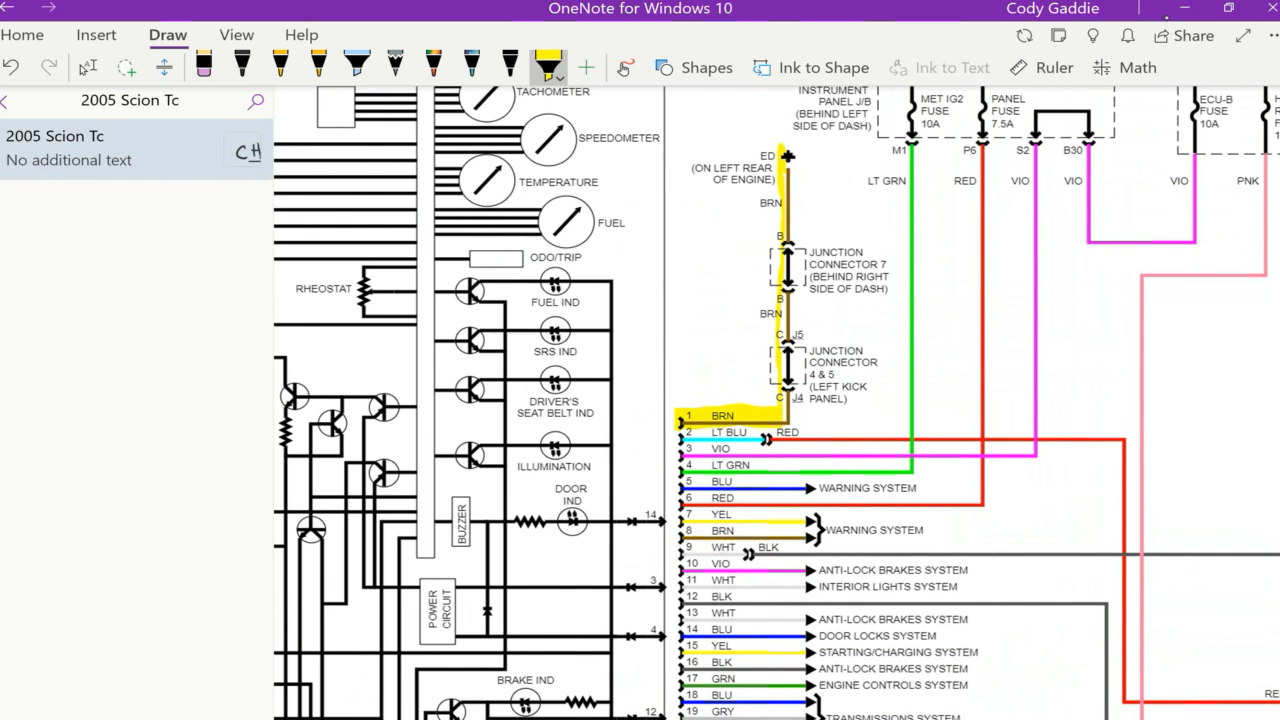 OneNote for Windows 10
Cody Gaddie
Home
Insert
Draw
View
Help
Share
Shapes
Ink to Shape
Ink to Text
Ruler
Math
2005 Scion Tc
2005 Scion Tc
No additional text
CH
TACHOMETER
SPEEDOMETER
TEMPERATURE
FUEL
ODO/TRIP
RHEOSTAT
FUEL IND
SRS IND
DRIVER'S
SEAT BELT IND
ILLUMINATION
DOOR
IND
BUZZER
POWER
CIRCUIT
BRAKE IND
14
3
4
12
INSTRUMENT
PANEL J/B
(BEHIND LEFT
SIDE OF DASH)
MET IG2
FUSE
10A
PANEL
FUSE
7.5A
ECU-B
FUSE
10A
M1
P6
S2
B30
LT GRN
RED
VIO
VIO
VIO
PNK
ED
(ON LEFT REAR
OF ENGINE)
BRN
B
JUNCTION
CONNECTOR 7
(BEHIND RIGHT
SIDE OF DASH)
B
BRN
C J5
JUNCTION
CONNECTOR
4 & 5
(LEFT KICK
PANEL)
C J4
1 BRN
2 LT BLU RED
3 VIO
4 LT GRN
5 BLU WARNING SYSTEM
6 RED
7 YEL
8 BRN
WARNING SYSTEM
9 WHT BLK
10 VIO ANTI-LOCK BRAKES SYSTEM
11 WHT INTERIOR LIGHTS SYSTEM
12 BLK
13 WHT ANTI-LOCK BRAKES SYSTEM
14 BLU DOOR LOCKS SYSTEM
15 YEL STARTING/CHARGING SYSTEM
16 BLK ANTI-LOCK BRAKES SYSTEM
17 GRN ENGINE CONTROLS SYSTEM
18 BLU
19 GRY
TRANSMISSIONS SYSTEM